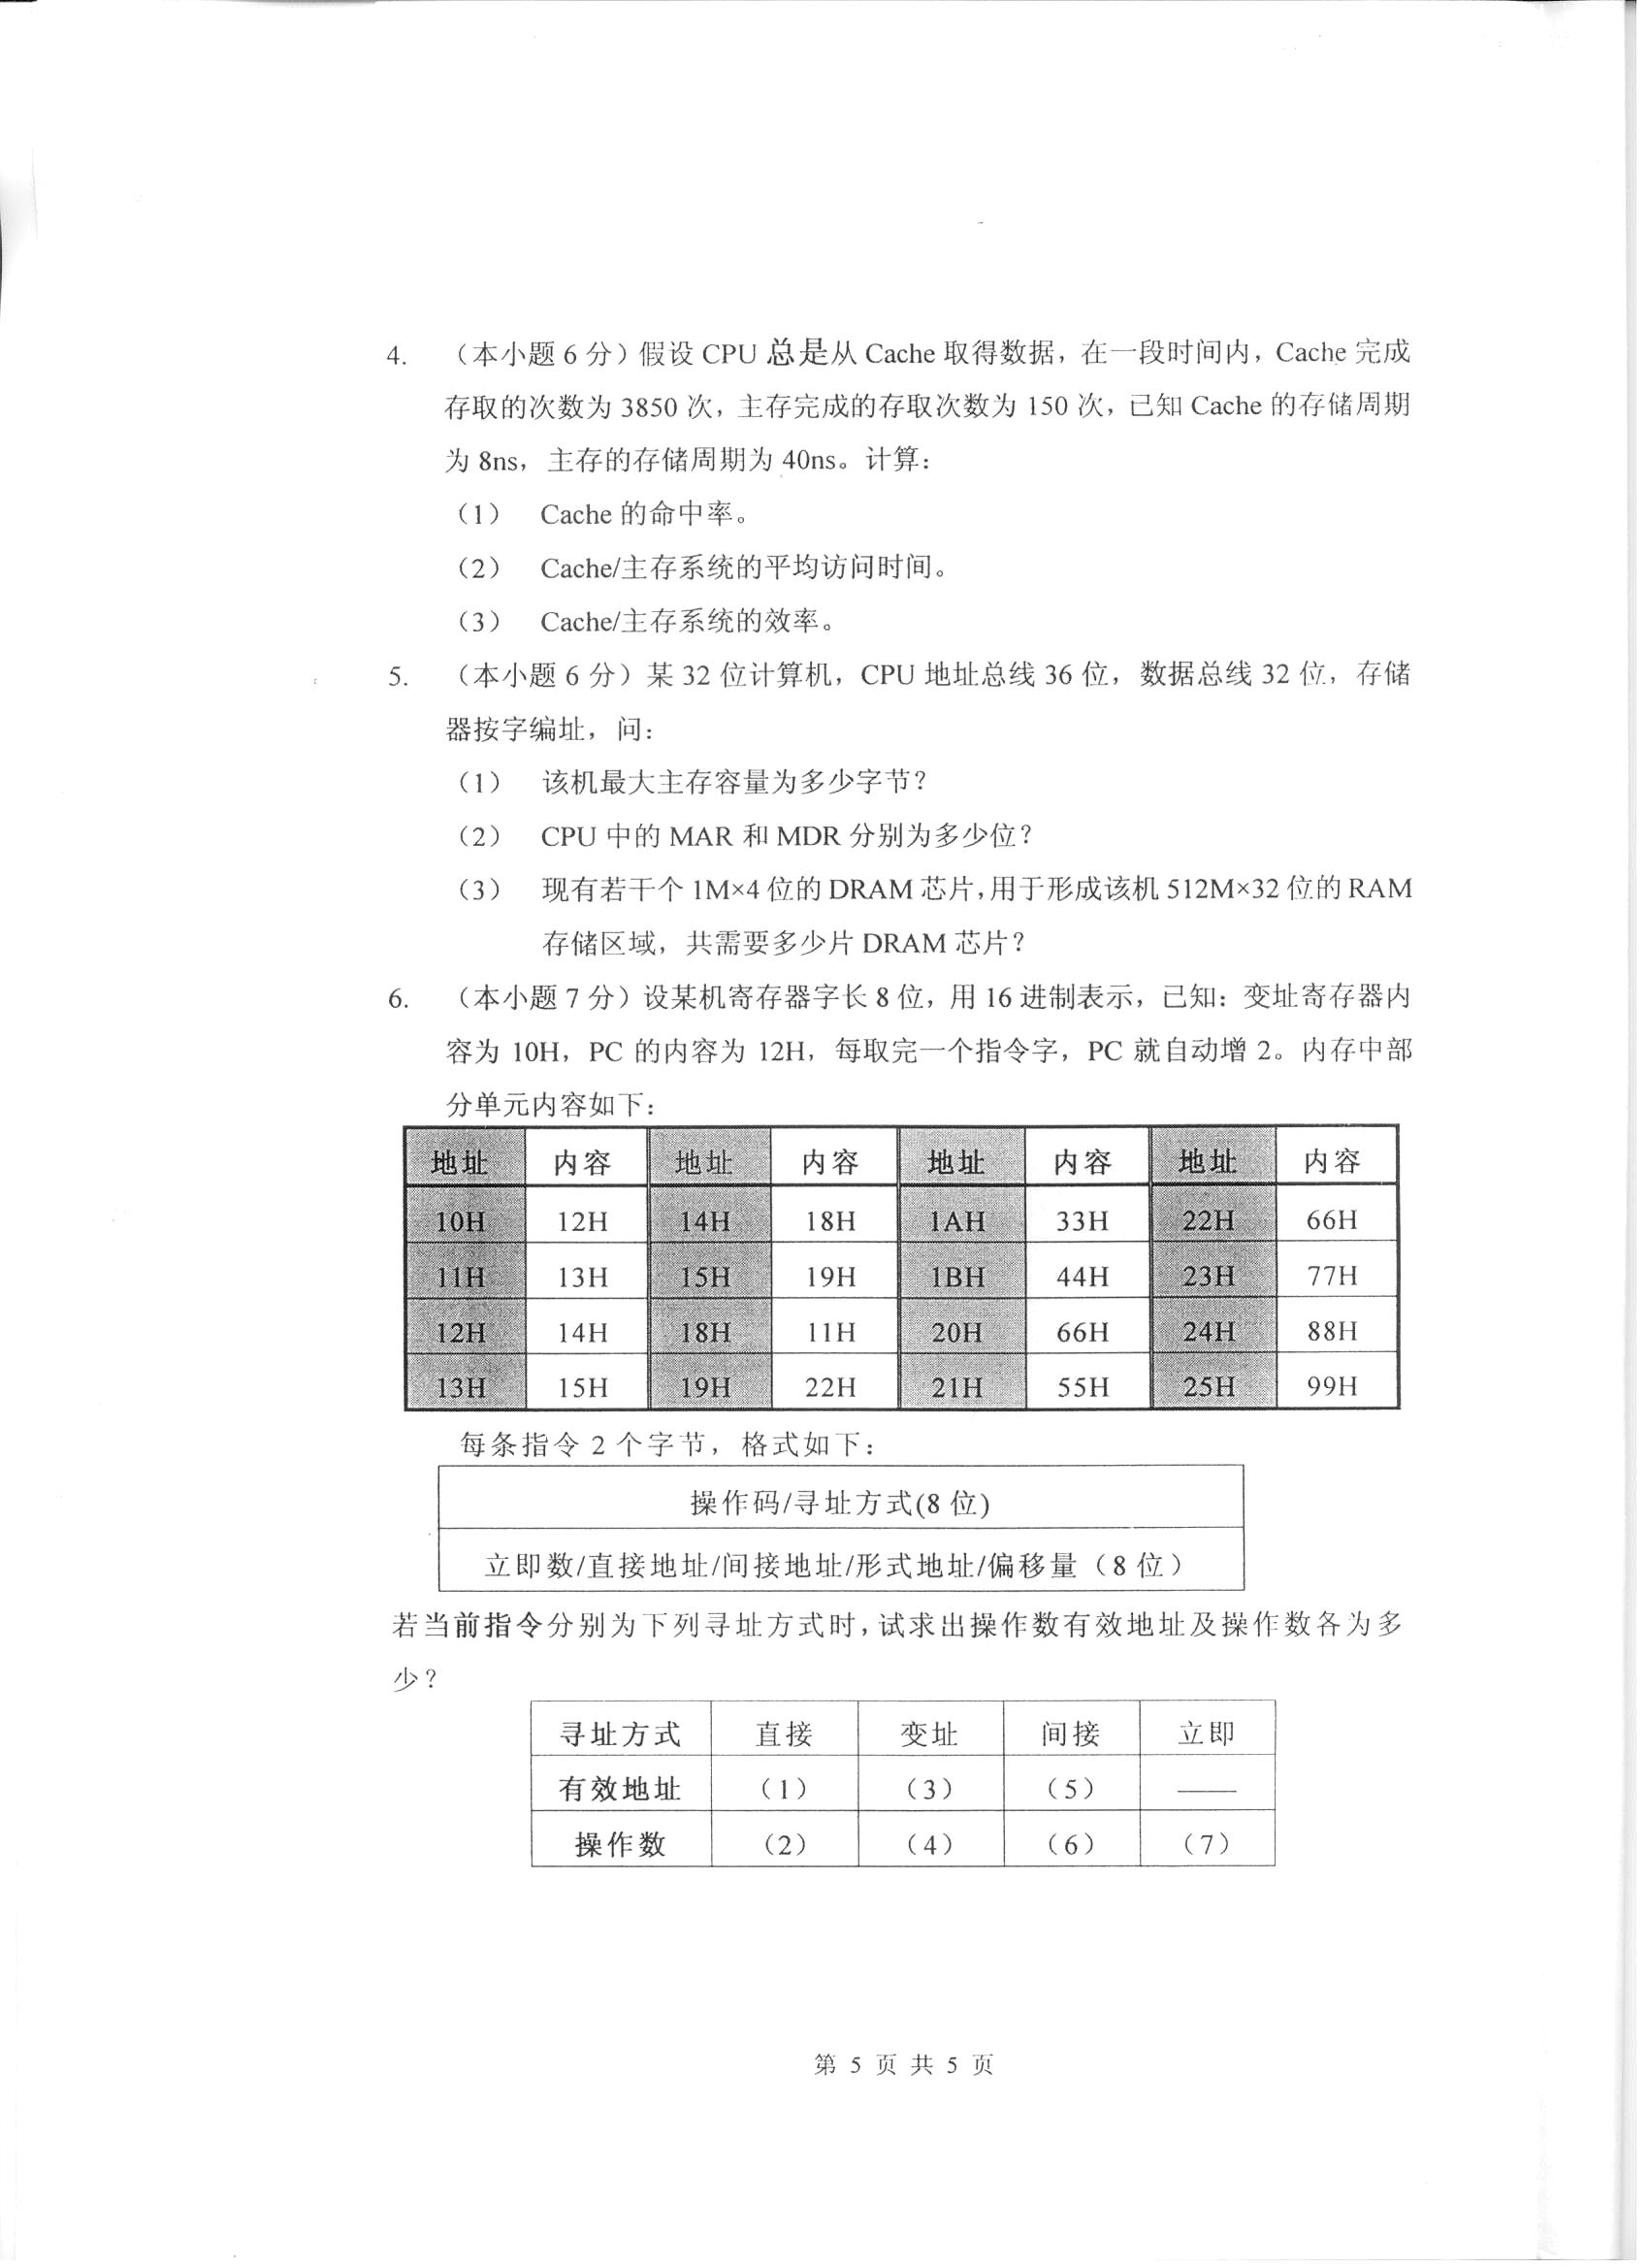 4. （本小题 6 分）假设 CPU 总是从 Cache 取得数据，在一段时间内，Cache 完成
存取的次数为 3850 次，主存完成的存取次数为 150 次，已知 Cache 的存储周期
为 8ns，主存的存储周期为 40ns。计算：
（1） Cache 的命中率。
（2） Cache/主存系统的平均访问时间。
（3） Cache/主存系统的效率。
5. （本小题 6 分）某 32 位计算机，CPU 地址总线 36 位，数据总线 32 位，存储
器按字编址，问：
（1） 该机最大主存容量为多少字节？
（2） CPU 中的 MAR 和 MDR 分别为多少位？
（3） 现有若干个 1M×4 位的 DRAM 芯片，用于形成该机 512M×32 位的 RAM
存储区域，共需要多少片 DRAM 芯片？
6. （本小题 7 分）设某机寄存器字长 8 位，用 16 进制表示，已知：变址寄存器内
容为 10H，PC 的内容为 12H，每取完一个指令字，PC 就自动增 2。内存中部
分单元内容如下：
地址 内容 地址 内容 地址 内容 地址 内容
10H 12H 14H 18H 1AH 33H 22H 66H
11H 13H 15H 19H 1BH 44H 23H 77H
12H 14H 18H 11H 20H 66H 24H 88H
13H 15H 19H 22H 21H 55H 25H 99H
每条指令 2 个字节，格式如下：
操作码/寻址方式(8 位)
立即数/直接地址/间接地址/形式地址/偏移量（8 位）
若当前指令分别为下列寻址方式时，试求出操作数有效地址及操作数各为多
少？
寻址方式 直接 变址 间接 立即
有效地址 （1） （3） （5） ——
操作数 （2） （4） （6） （7）
第 5 页 共 5 页